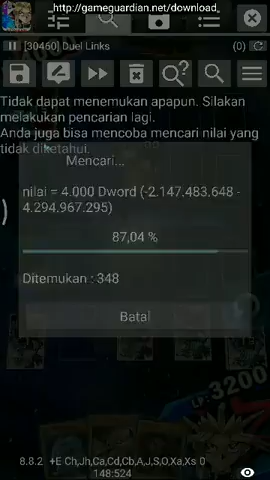 http://gameguardian.net/download
[30460] Duel Links
(0)
Tidak dapat menemukan apapun. Silakan
melakukan pencarian lagi.
Anda juga bisa mencoba mencari nilai yang
tidak diketahui.
Mencari...
nilai = 4.000 Dword (-2.147.483.648 -
4.294.967.295)
87,04 %
Ditemukan : 348
Batal
LP:3200
8.8.2 +E Ch,Jh,Ca,Cd,Cb,A,J,S,O,Xa,Xs 0
148:524